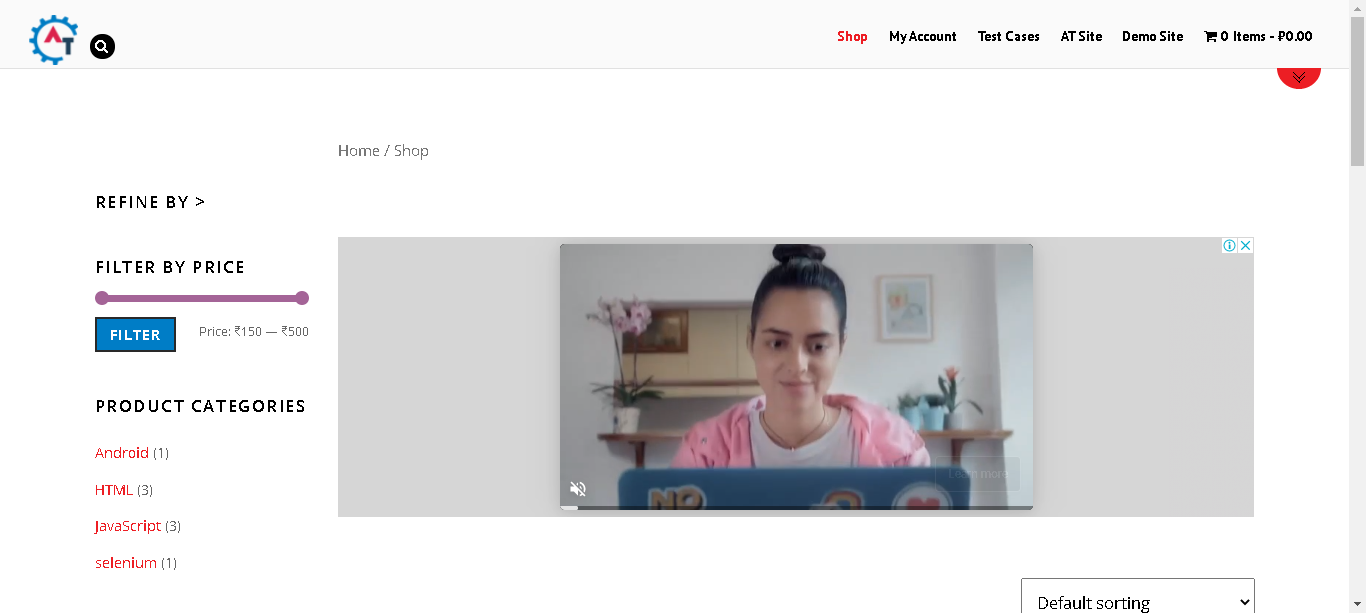 AT
Shop My Account Test Cases AT Site Demo Site 0 Items - ₽0.00
Home / Shop
REFINE BY >
FILTER BY PRICE
FILTER Price: ₹150 — ₹500
PRODUCT CATEGORIES
Android (1)
HTML (3)
JavaScript (3)
selenium (1)
Learn more
NO
Default sorting